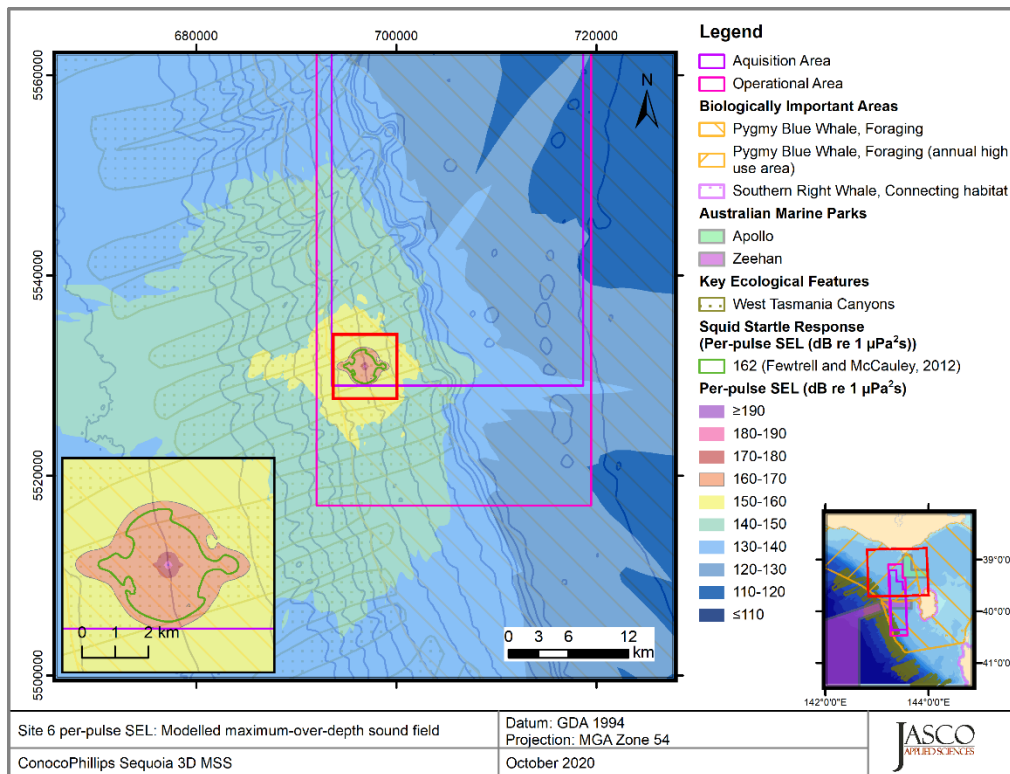 680000
700000
720000
5560000
5540000
5520000
5500000
N
0 1 2 km
0 3 6 12
km
Legend
Aquisition Area
Operational Area
Biologically Important Areas
Pygmy Blue Whale, Foraging
Pygmy Blue Whale, Foraging (annual high
use area)
Southern Right Whale, Connecting habitat
Australian Marine Parks
Apollo
Zeehan
Key Ecological Features
West Tasmania Canyons
Squid Startle Response
(Per-pulse SEL (dB re 1 µPa²s))
162 (Fewtrell and McCauley, 2012)
Per-pulse SEL (dB re 1 µPa²s)
≥190
180-190
170-180
160-170
150-160
140-150
130-140
120-130
110-120
≤110
39°0'0"
40°0'0"
41°0'0"
142°0'0"E
144°0'0"E
Site 6 per-pulse SEL: Modelled maximum-over-depth sound field
Datum: GDA 1994
Projection: MGA Zone 54
ConocoPhillips Sequoia 3D MSS
October 2020
JASCO
APPLIED SCIENCES